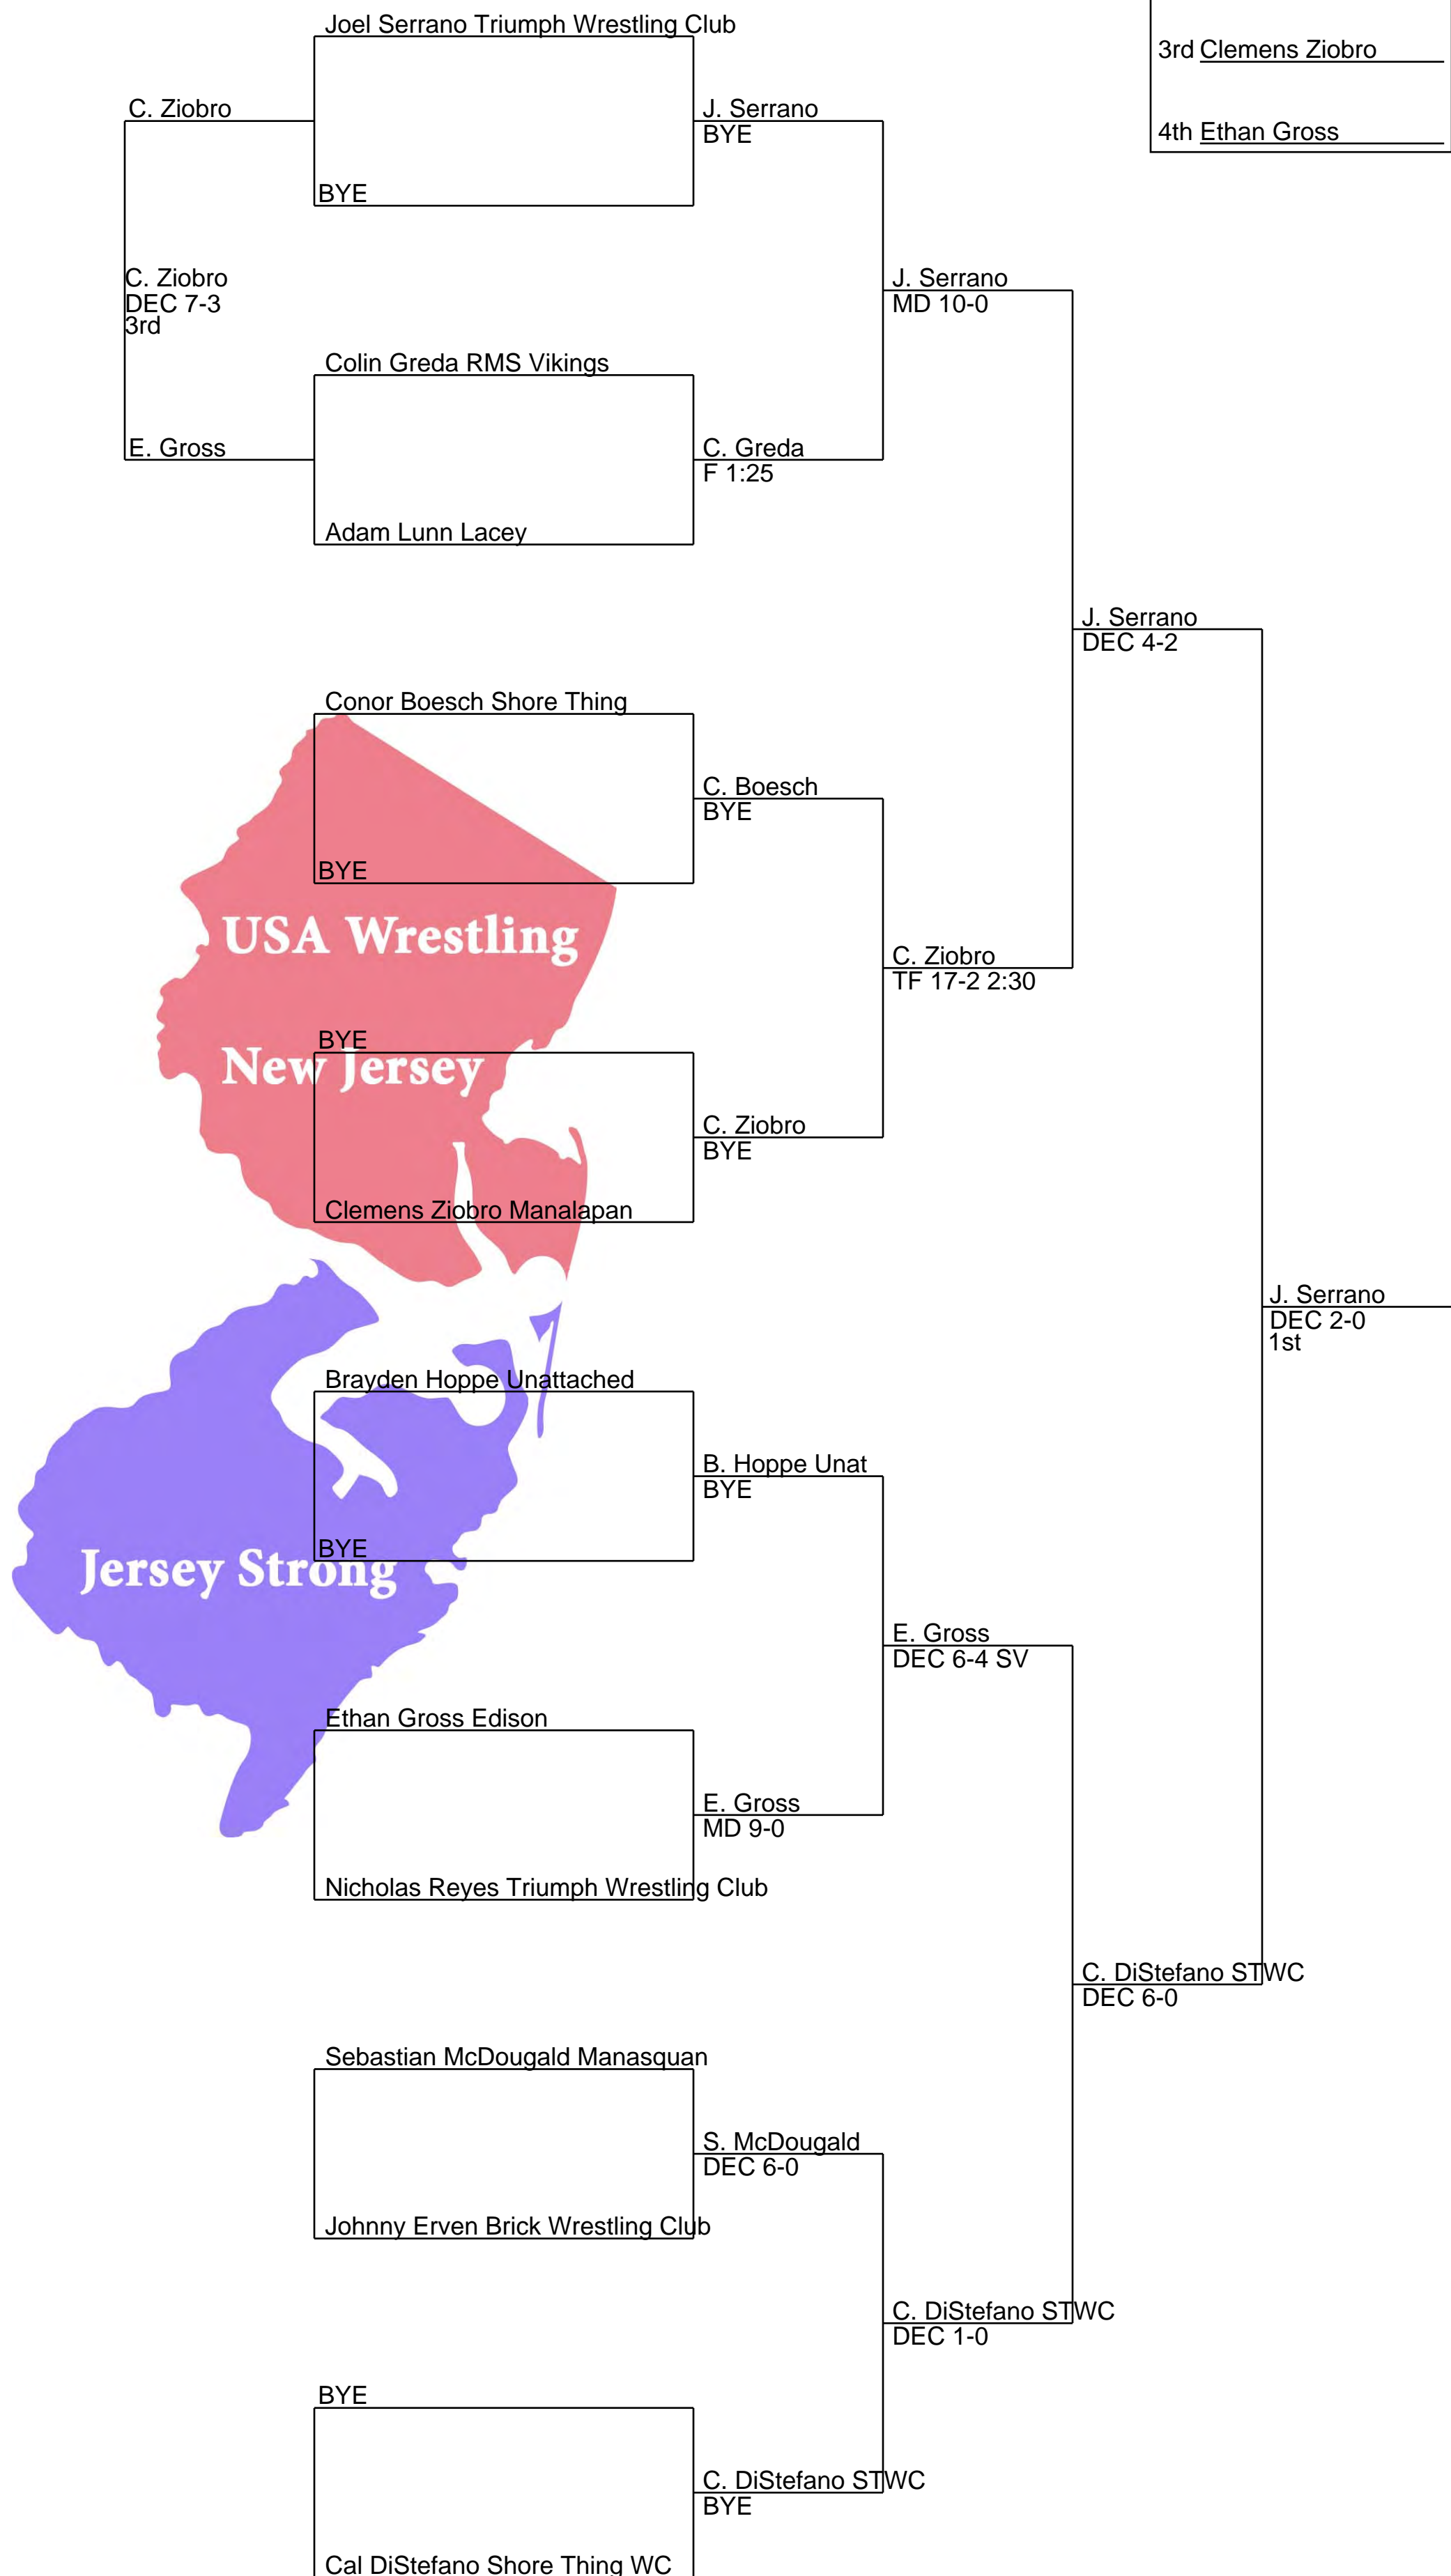 Joel Serrano Triumph Wrestling Club
3rd Clemens Ziobro
C. Ziobro
J. Serrano
BYE
4th Ethan Gross
BYE
C. Ziobro
DEC 7-3
3rd
J. Serrano
MD 10-0
Colin Greda RMS Vikings
E. Gross
C. Greda
F 1:25
Adam Lunn Lacey
J. Serrano
DEC 4-2
Conor Boesch Shore Thing
C. Boesch
BYE
BYE
USA Wrestling
C. Ziobro
TF 17-2 2:30
BYE
New Jersey
C. Ziobro
BYE
Clemens Ziobro Manalapan
J. Serrano
DEC 2-0
1st
Brayden Hoppe Unattached
B. Hoppe Unat
BYE
BYE
Jersey Strong
E. Gross
DEC 6-4 SV
Ethan Gross Edison
E. Gross
MD 9-0
Nicholas Reyes Triumph Wrestling Club
C. DiStefano STWC
DEC 6-0
Sebastian McDougald Manasquan
S. McDougald
DEC 6-0
Johnny Erven Brick Wrestling Club
C. DiStefano STWC
DEC 1-0
BYE
C. DiStefano STWC
BYE
Cal DiStefano Shore Thing WC